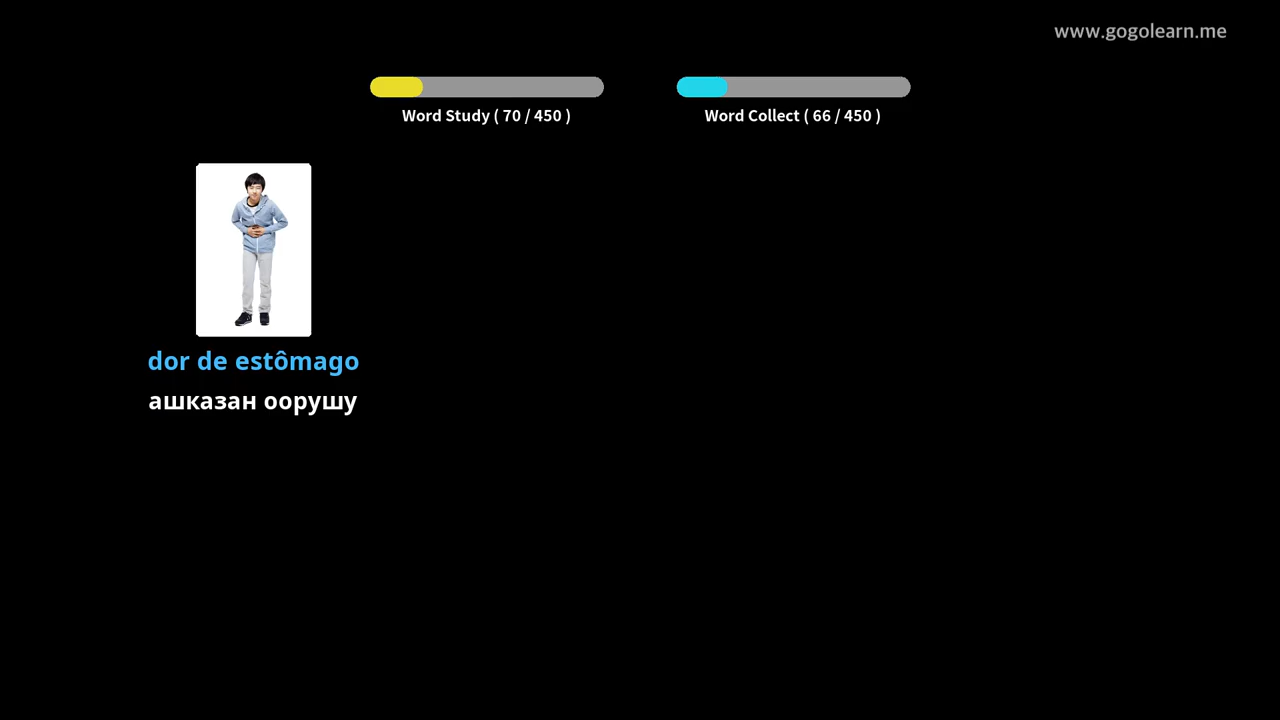 www.gogolearn.me
Word Study ( 70 / 450 )
Word Collect ( 66 / 450 )
dor de estômago
ашказан оорушу